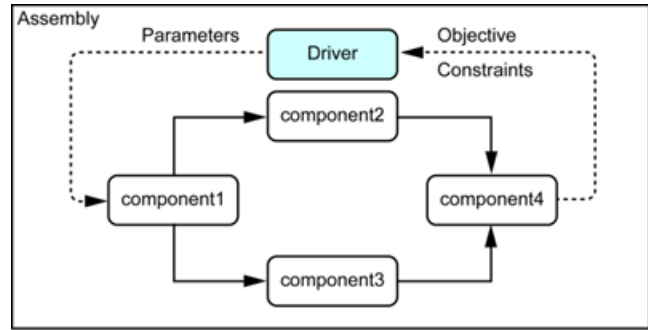 Assembly
Parameters
Driver
Objective
Constraints
component2
component1
component4
component3